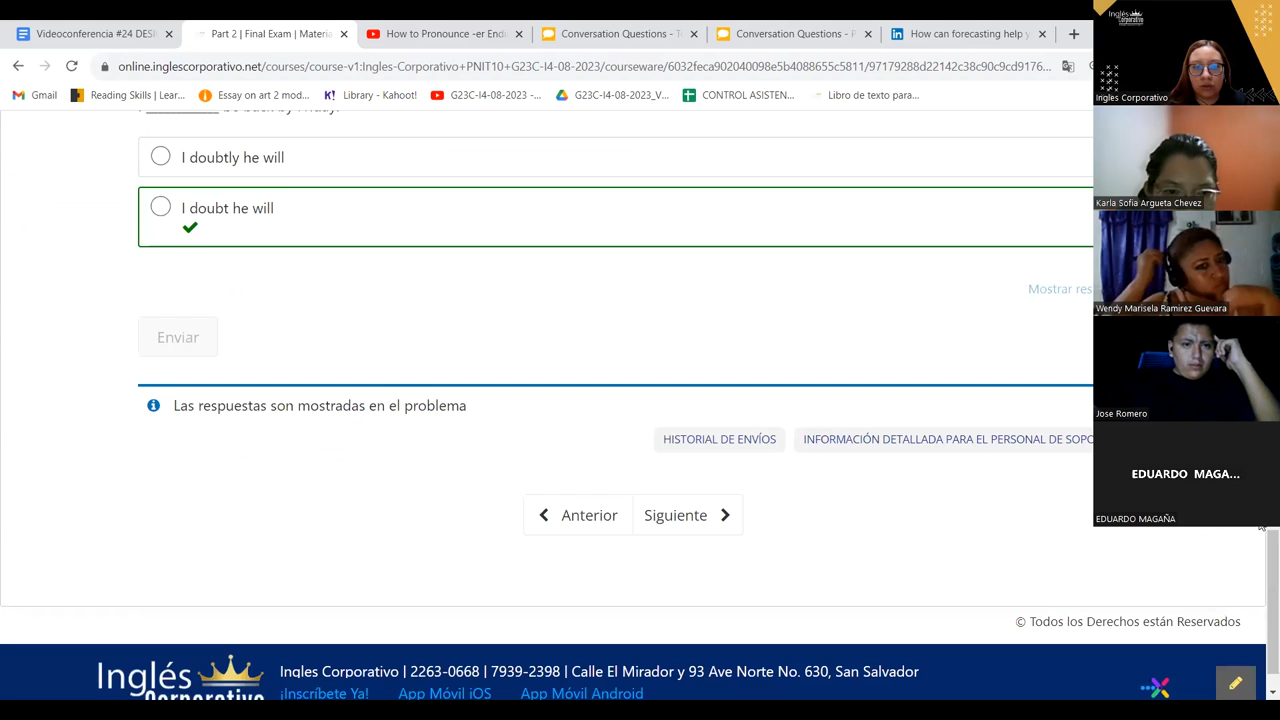 Videoconferencia #24 DESI
Part 2 | Final Exam | Materia
How to Pronounce -er Endi
Conversation Questions - T
Conversation Questions - P
How can forecasting help y
online.inglescorporativo.net/courses/course-v1:Ingles-Corporativo+PNIT10+G23C-I4-08-2023/courseware/6032feca902040098e5b4088655c5811/97179288d22142c38c90c9cd9176...
Gmail
Reading Skills | Lear...
Essay on art 2 mod...
Library - Kano...
G23C-I4-08-2023 -...
G23C-I4-08-2023_V...
CONTROL ASISTEN...
Libro de texto para...
I doubtly he will
I doubt he will
Mostrar res
Enviar
Las respuestas son mostradas en el problema
HISTORIAL DE ENVÍOS
INFORMACIÓN DETALLADA PARA EL PERSONAL DE SOPO
Anterior
Siguiente
© Todos los Derechos están Reservados
Inglés
Corporativo
Ingles Corporativo | 2263-0668 | 7939-2398 | Calle El Mirador y 93 Ave Norte No. 630, San Salvador
¡Inscríbete Ya!
App Móvil iOS
App Móvil Android
Inglés
Corporativo
Ingles Corporativo
Karla Sofia Argueta Chevez
Wendy Marisela Ramirez Guevara
Jose Romero
EDUARDO MAGA...
EDUARDO MAGAÑA